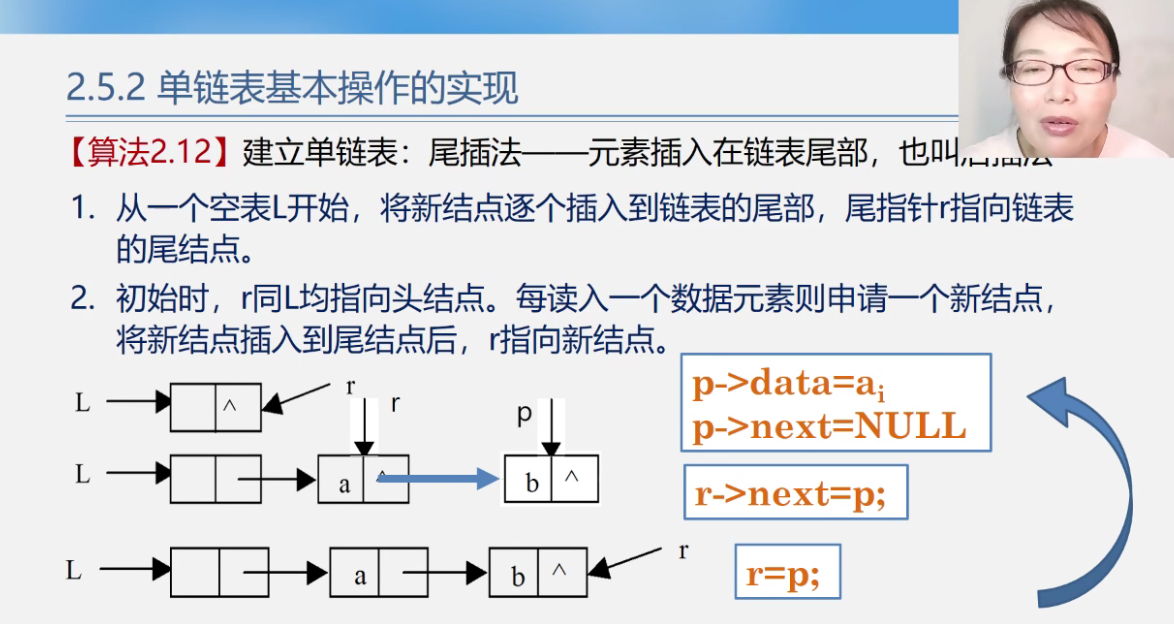 2.5.2 单链表基本操作的实现
【算法2.12】建立单链表：尾插法——元素插入在链表尾部，也叫后插法
1. 从一个空表L开始，将新结点逐个插入到链表的尾部，尾指针r指向链表
的尾结点。
2. 初始时，r同L均指向头结点。每读入一个数据元素则申请一个新结点，
将新结点插入到尾结点后，r指向新结点。
L ^ r
r p
L a ^ b ^
L a b ^ r
p->data=ai
p->next=NULL
r->next=p;
r=p;